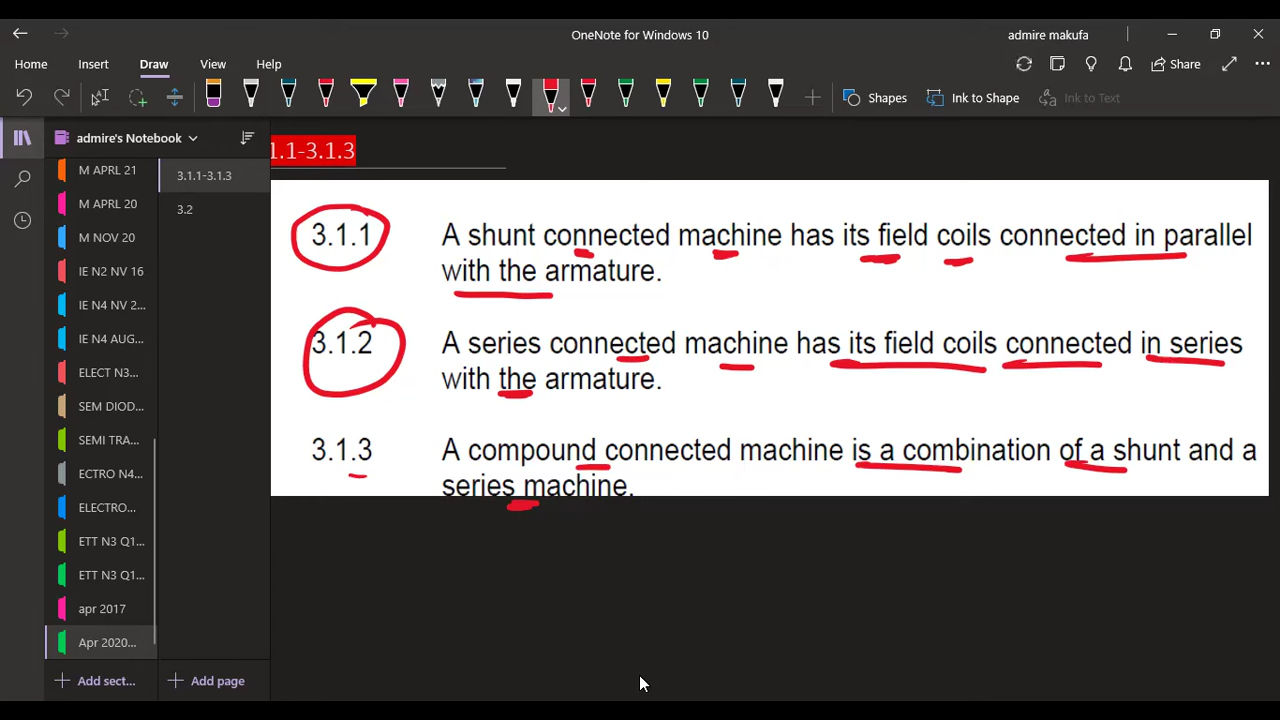 OneNote for Windows 10
admire makufa
Home
Insert
Draw
View
Help
Share
Shapes
Ink to Shape
Ink to Text
admire's Notebook
M APRL 21
M APRL 20
M NOV 20
IE N2 NV 16
IE N4 NV 2...
IE N4 AUG...
ELECT N3...
SEM DIOD...
SEMI TRA...
ECTRO N4...
ELECTRO...
ETT N3 Q1...
ETT N3 Q1...
apr 2017
Apr 2020...
Add sect...
3.1.1-3.1.3
3.2
Add page
1.1-3.1.3
3.1.1 A shunt connected machine has its field coils connected in parallel
with the armature.
3.1.2 A series connected machine has its field coils connected in series
with the armature.
3.1.3 A compound connected machine is a combination of a shunt and a
series machine.